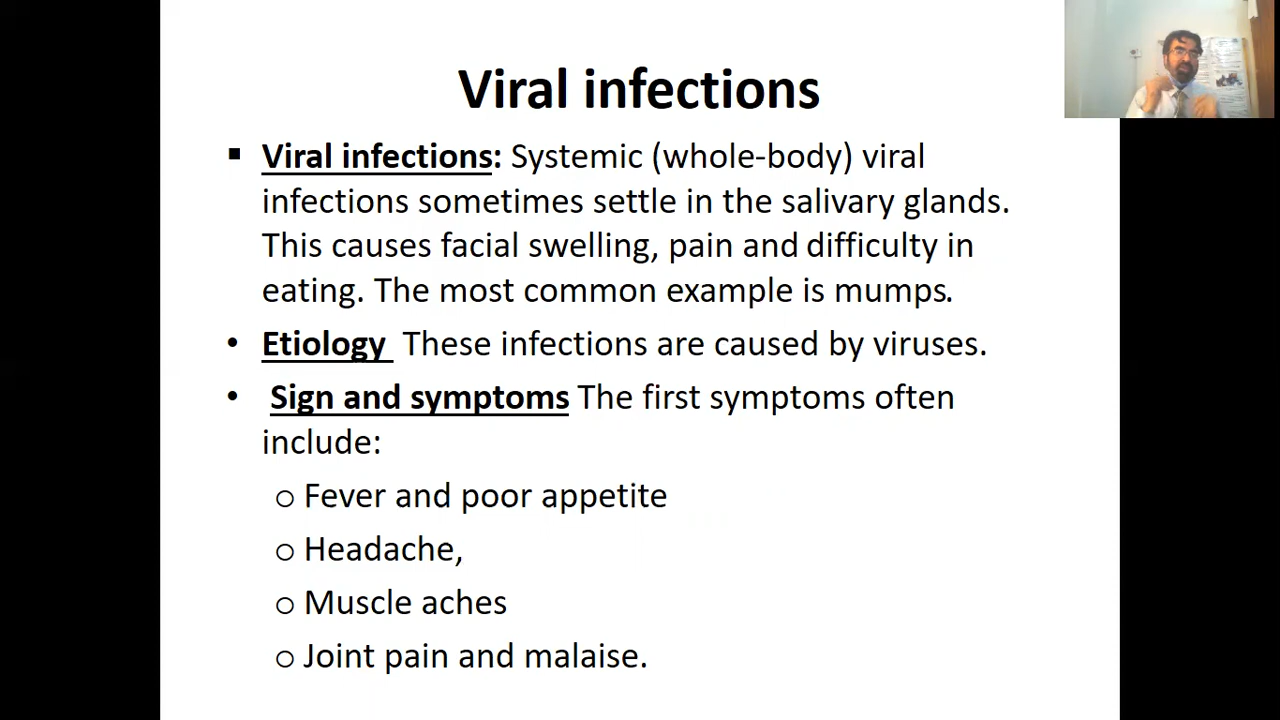 Viral infections
▪ Viral infections: Systemic (whole-body) viral
infections sometimes settle in the salivary glands.
This causes facial swelling, pain and difficulty in
eating. The most common example is mumps.
• Etiology These infections are caused by viruses.
• Sign and symptoms The first symptoms often
include:
o Fever and poor appetite
o Headache,
o Muscle aches
o Joint pain and malaise.